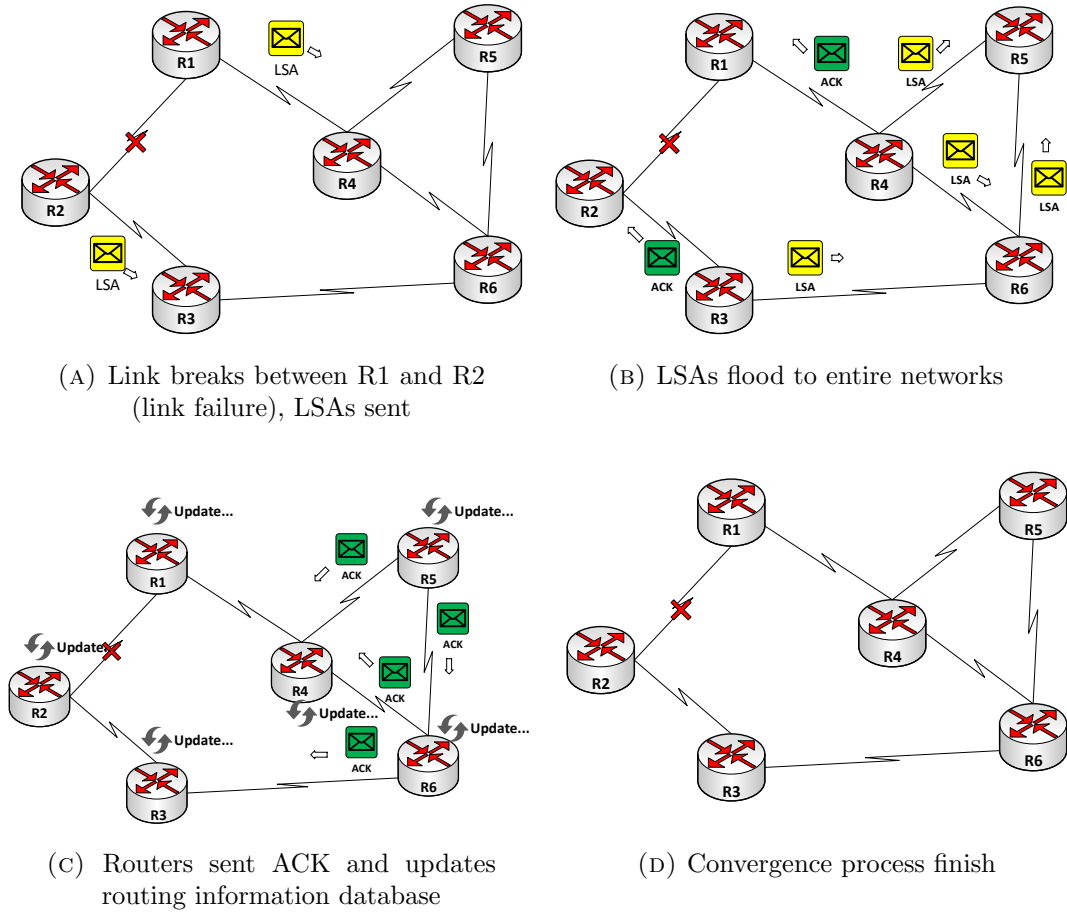 R1
LSA
R5
R4
R2
LSA
R3
R6
(A) Link breaks between R1 and R2
(link failure), LSAs sent
R1
ACK
LSA
R5
R4
LSA
LSA
R2
ACK
R3
LSA
R6
(B) LSAs flood to entire networks
Update...
Update...
R1
ACK
R5
ACK
Update...
R2
R4
ACK
Update...
Update...
Update...
ACK
R6
R3
(C) Routers sent ACK and updates
routing information database
R1
R5
R4
R2
R3
R6
(D) Convergence process finish